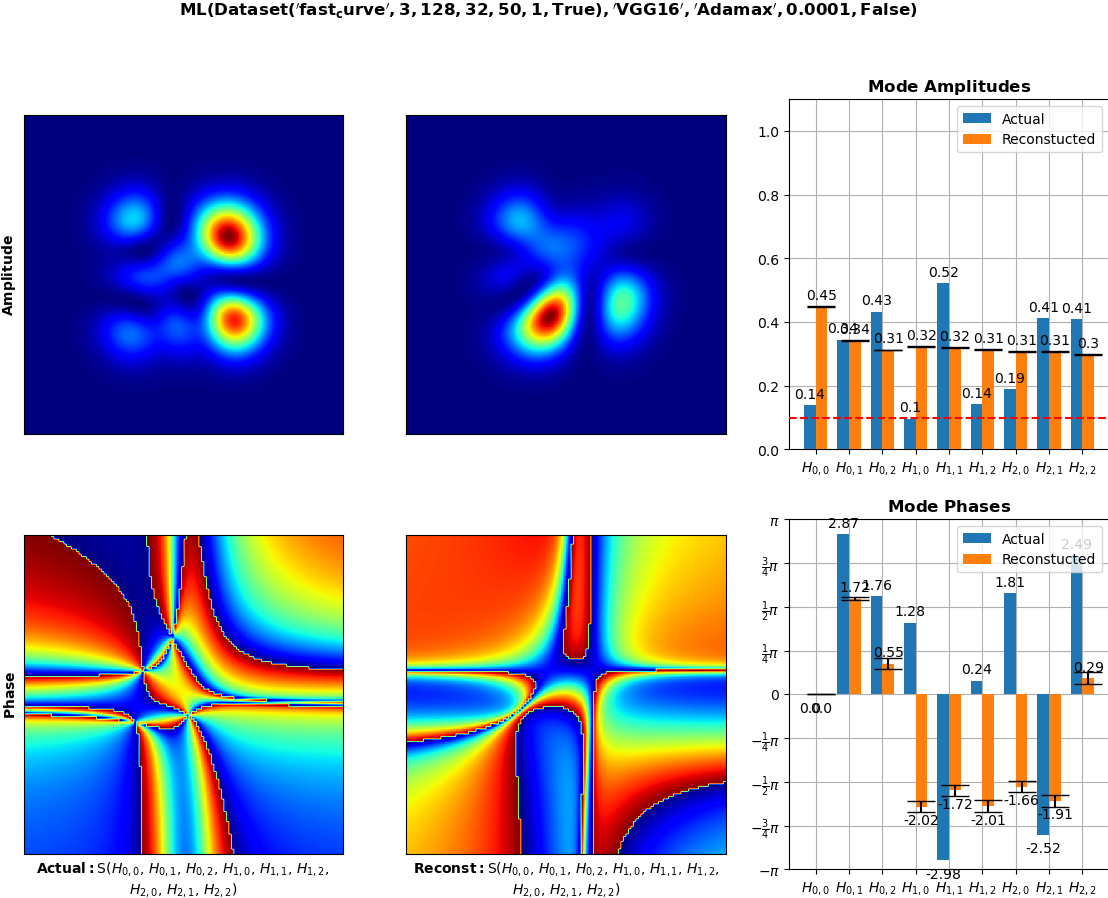 ML(Dataset('fast_curve', 3, 128, 32, 50, 1, True), 'VGG16', 'Adamax', 0.0001, False)
Amplitude
Mode Amplitudes
Actual
Reconstucted
1.0
0.8
0.6
0.4
0.2
0.0
0.14
0.34
0.43
0.1
0.52
0.14
0.19
0.41
0.41
0.45
0.34
0.31
0.32
0.32
0.31
0.31
0.31
0.3
H0,0 H0,1 H0,2 H1,0 H1,1 H1,2 H2,0 H2,1 H2,2
Phase
Actual: S(H0,0, H0,1, H0,2, H1,0, H1,1, H1,2,
H2,0, H2,1, H2,2)
Reconst: S(H0,0, H0,1, H0,2, H1,0, H1,1, H1,2,
H2,0, H2,1, H2,2)
Mode Phases
Actual
Reconstucted
π
3/4π
1/2π
1/4π
0
−1/4π
−1/2π
−3/4π
−π
0.0
2.87
1.76
1.28
-2.98
0.24
1.81
-2.52
2.49
0.0
1.72
0.55
-2.02
-1.72
-2.01
-1.66
-1.91
0.29
H0,0 H0,1 H0,2 H1,0 H1,1 H1,2 H2,0 H2,1 H2,2